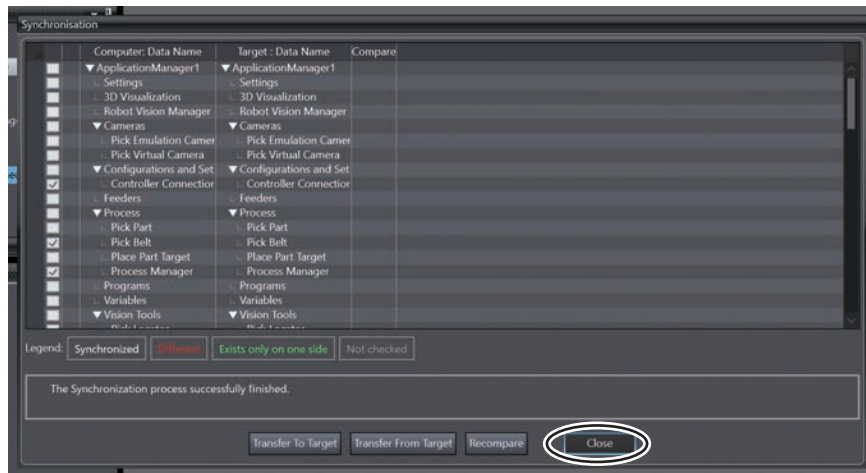 Synchronisation
Computer: Data Name Target : Data Name Compare
ApplicationManager1 ApplicationManager1
Settings Settings
3D Visualization 3D Visualization
Robot Vision Manager Robot Vision Manager
Cameras Cameras
Pick Emulation Camer Pick Emulation Camer
Pick Virtual Camera Pick Virtual Camera
Configurations and Set Configurations and Set
Controller Connection Controller Connection
Feeders Feeders
Process Process
Pick Part Pick Part
Pick Belt Pick Belt
Place Part Target Place Part Target
Process Manager Process Manager
Programs Programs
Variables Variables
Vision Tools Vision Tools
Legend: Synchronized Different Exists only on one side Not checked
The Synchronization process successfully finished.
Transfer To Target Transfer From Target Recompare Close